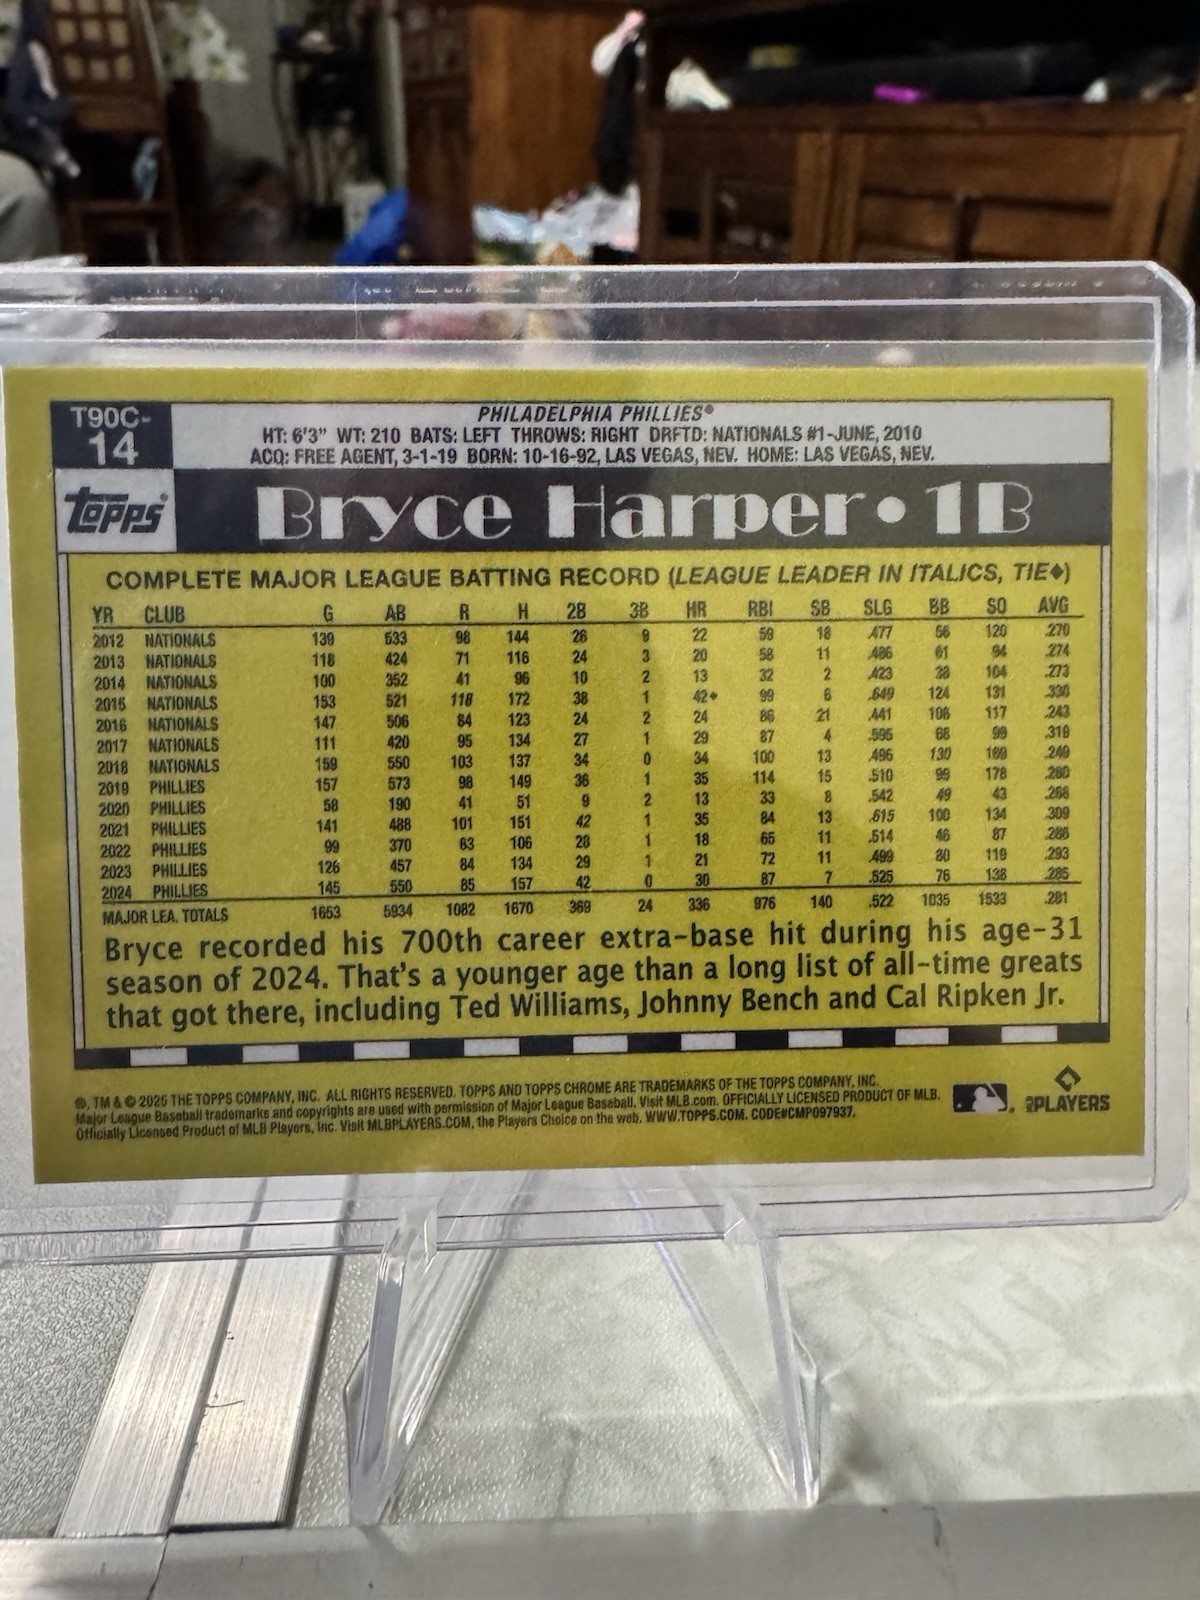 T90C-
14
PHILADELPHIA PHILLIES®
HT: 6'3" WT: 210 BATS: LEFT THROWS: RIGHT DRFTD: NATIONALS #1-JUNE, 2010
ACQ: FREE AGENT, 3-1-19 BORN: 10-16-92, LAS VEGAS, NEV. HOME: LAS VEGAS, NEV.
Topps®
Bryce Harper • 1B
COMPLETE MAJOR LEAGUE BATTING RECORD (LEAGUE LEADER IN ITALICS, TIE♦)
YR CLUB G AB R H 2B 3B HR RBI SB SLG BB SO AVG
2012 NATIONALS 139 533 98 144 26 9 22 59 18 .477 56 120 .270
2013 NATIONALS 118 424 71 116 24 3 20 58 11 .486 61 94 .274
2014 NATIONALS 100 352 41 96 10 2 13 32 2 .423 38 104 .273
2015 NATIONALS 153 521 118 172 38 1 42♦ 99 6 .649 124 131 .330
2016 NATIONALS 147 506 84 123 24 2 24 86 21 .441 108 117 .243
2017 NATIONALS 111 420 95 134 27 1 29 87 4 .595 68 99 .319
2018 NATIONALS 159 550 103 137 34 0 34 100 13 .496 130 169 .249
2019 PHILLIES 157 573 98 149 36 1 35 114 15 .510 99 178 .260
2020 PHILLIES 58 190 41 51 9 2 13 33 8 .542 49 43 .268
2021 PHILLIES 141 488 101 151 42 1 35 84 13 .615 100 134 .309
2022 PHILLIES 99 370 63 106 28 1 18 65 11 .514 46 87 .286
2023 PHILLIES 126 457 84 134 29 1 21 72 11 .499 80 119 .293
2024 PHILLIES 145 550 85 157 42 0 30 87 7 .525 76 138 .285
MAJOR LEA. TOTALS 1653 5934 1082 1670 369 24 336 976 140 .522 1035 1533 .281
Bryce recorded his 700th career extra-base hit during his age-31
season of 2024. That's a younger age than a long list of all-time greats
that got there, including Ted Williams, Johnny Bench and Cal Ripken Jr.
®, TM & © 2025 THE TOPPS COMPANY, INC. ALL RIGHTS RESERVED. TOPPS AND TOPPS CHROME ARE TRADEMARKS OF THE TOPPS COMPANY, INC.
Major League Baseball trademarks and copyrights are used with permission of Major League Baseball. Visit MLB.com. OFFICIALLY LICENSED PRODUCT OF MLB.
Officially Licensed Product of MLB Players, Inc. Visit MLBPLAYERS.COM, the Players Choice on the web. WWW.TOPPS.COM. CODE#CMP097937.
PLAYERS